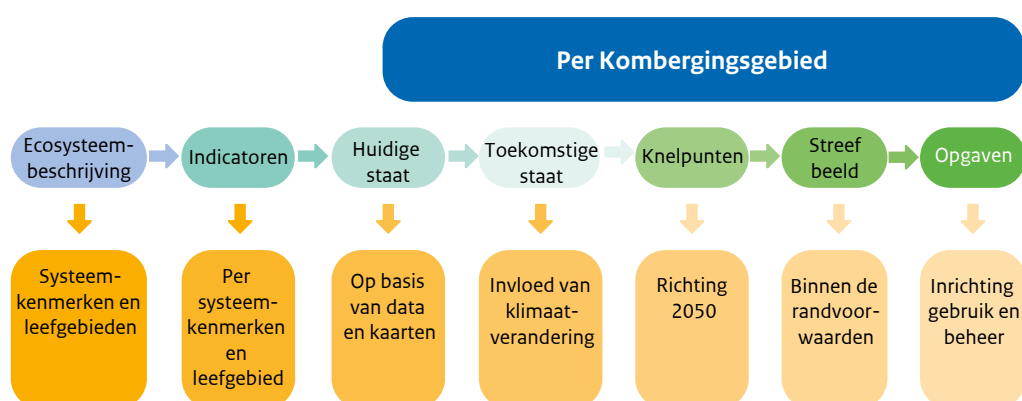 Per Kombergingsgebied
Ecosysteem-
beschrijving
Indicatoren
Huidige
staat
Toekomstige
staat
Knelpunten
Streef
beeld
Opgaven
Systeem-
kenmerken en
leefgebieden
Per
systeem-
kenmerken
en
leefgebied
Op basis
van data
en kaarten
Invloed van
klimaat-
verandering
Richting
2050
Binnen de
randvoor-
waarden
Inrichting
gebruik en
beheer